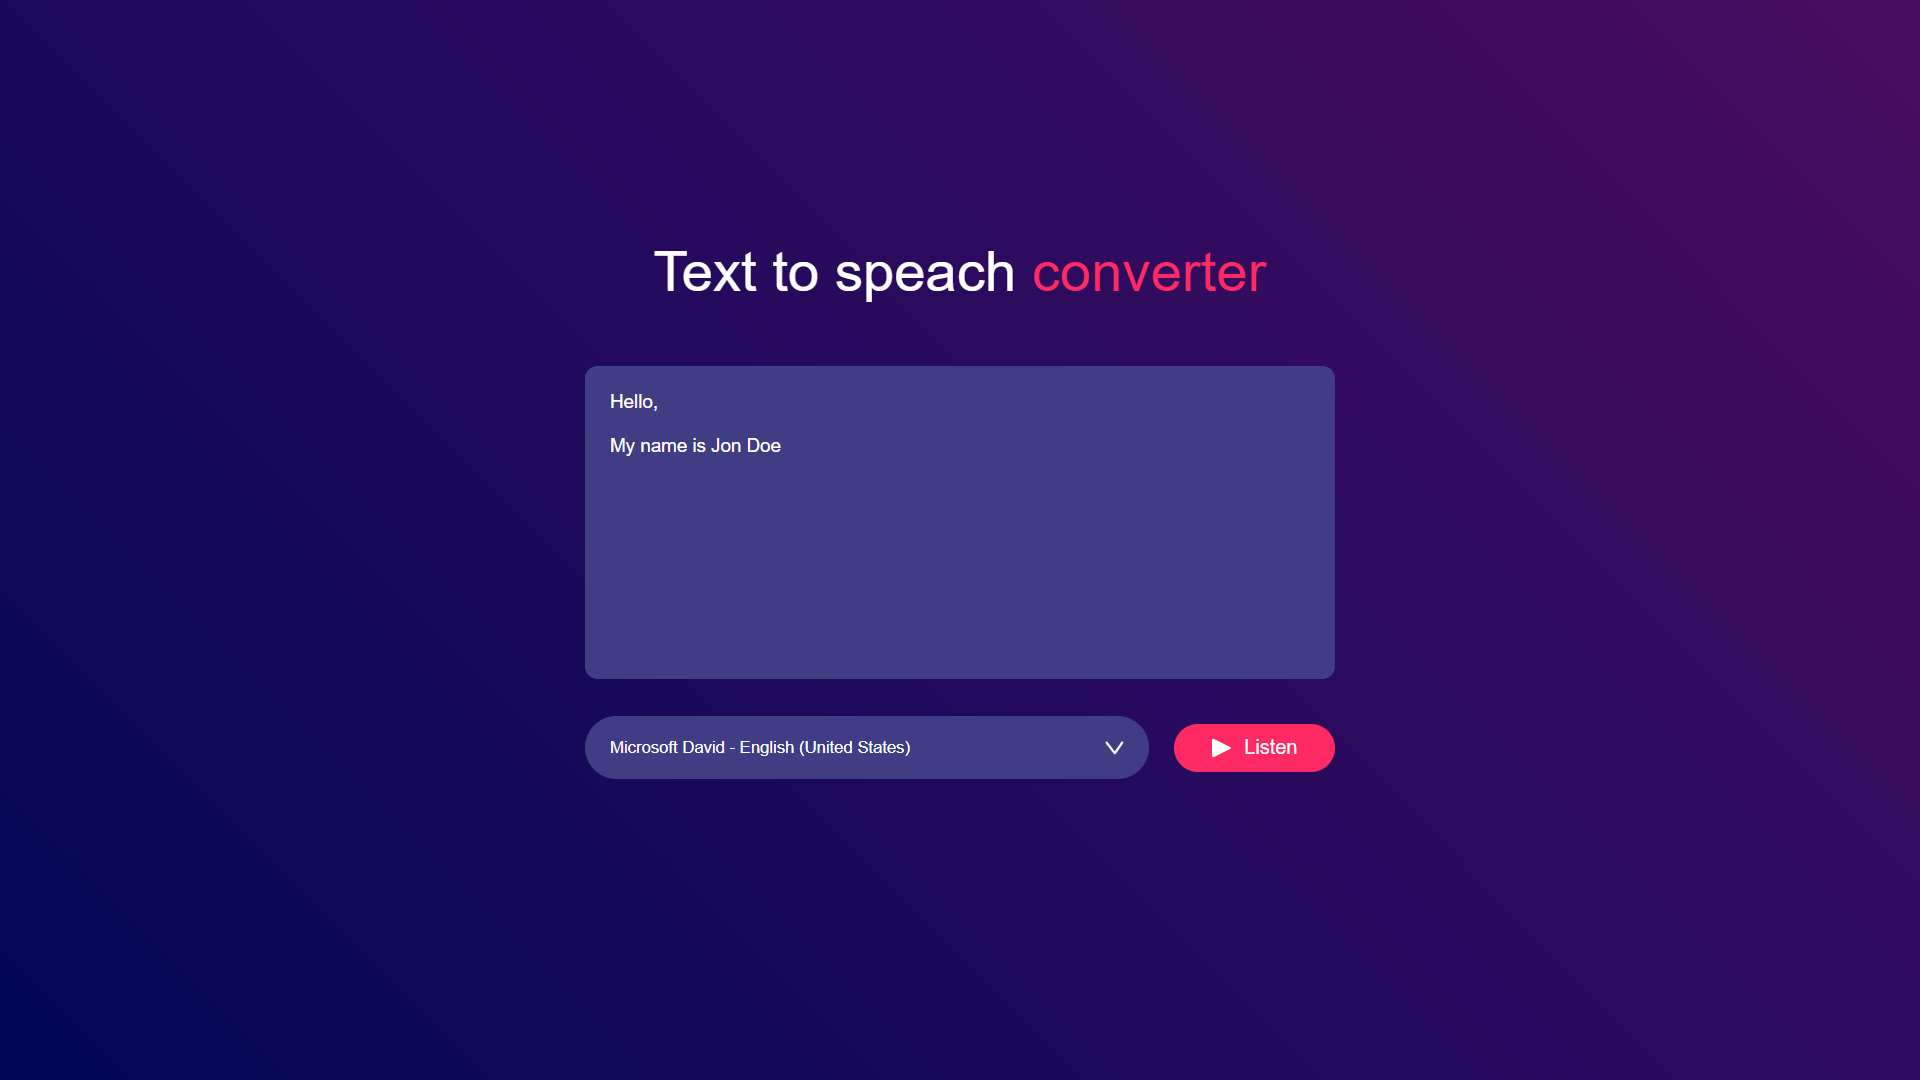 Text to speach converter
Hello,
My name is Jon Doe
Microsoft David - English (United States)
Listen